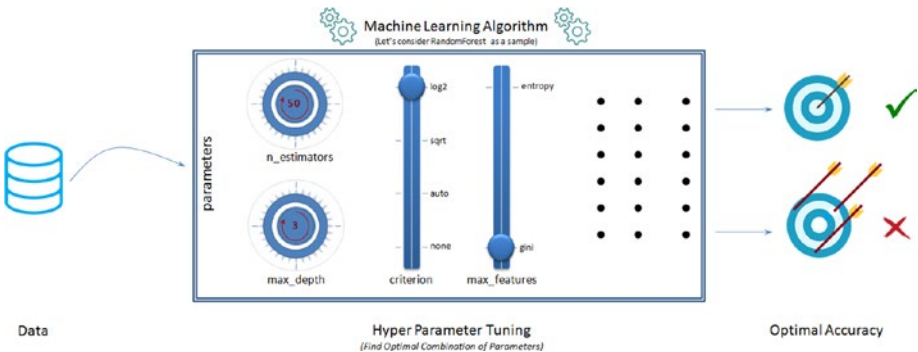 Machine Learning Algorithm
(Let's consider RandomForest as a sample)
parameters
50
n_estimators
3
max_depth
log2
sqrt
auto
none
criterion
entropy
gini
max_features
Data
Hyper Parameter Tuning
(Find Optimal Combination of Parameters)
Optimal Accuracy